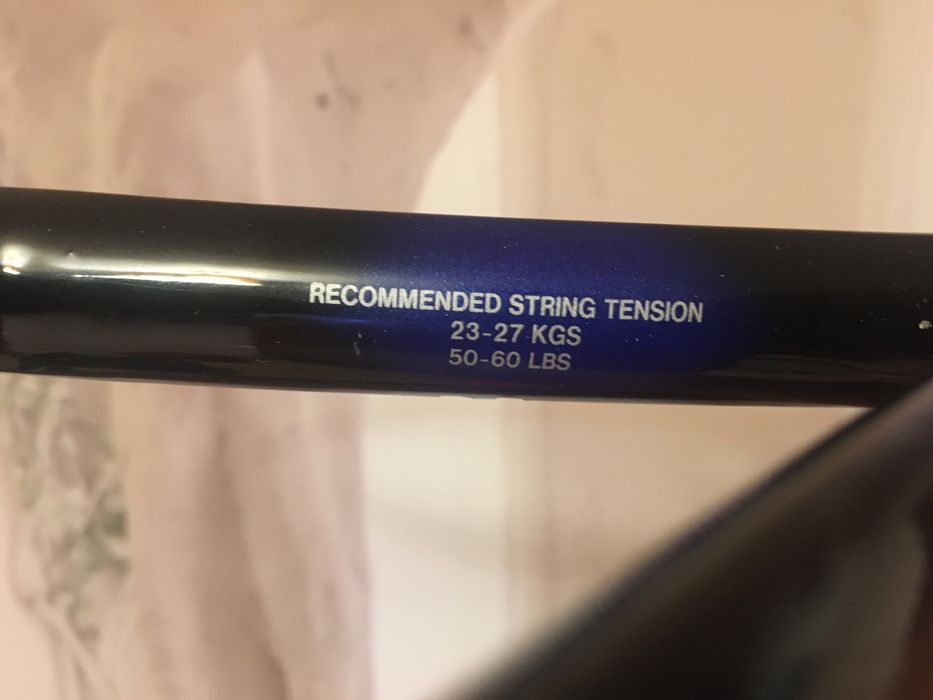 RECOMMENDED STRING TENSION
23-27 KGS
50-60 LBS